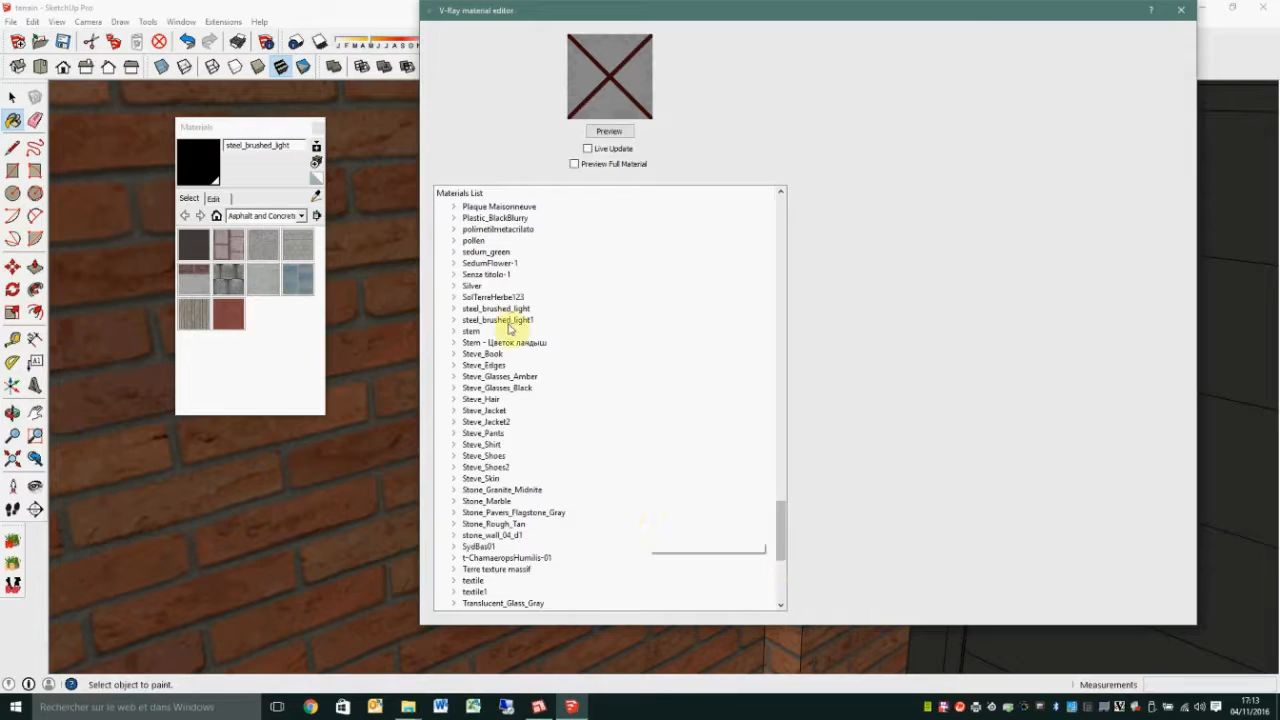 terrain - SketchUp Pro
File Edit View Camera Draw Tools Window Extensions Help
V-Ray material editor
J F M A M J J A S O N
Preview
Live Update
Preview Full Material
Materials
steel_brushed_light
Select Edit
Asphalt and Concrete
Materials List
Plaque Maisonneuve
Plastic_BlackBlurry
polimetilmetacrilato
pollen
sedum_green
SedumFlower-1
Senza titolo-1
Silver
SolTerreHerbe123
steel_brushed_light
steel_brushed_light1
stem
Stem - Цветок ландыш
Steve_Book
Steve_Edges
Steve_Glasses_Amber
Steve_Glasses_Black
Steve_Hair
Steve_Jacket
Steve_Jacket2
Steve_Pants
Steve_Shirt
Steve_Shoes
Steve_Shoes2
Steve_Skin
Stone_Granite_Midnite
Stone_Marble
Stone_Pavers_Flagstone_Gray
Stone_Rough_Tan
stone_wall_04_d1
SydBas01
t-ChamaeropsHumilis-01
Terre texture massif
textile
textile1
Translucent_Glass_Gray
Select object to paint.
Measurements
Rechercher sur le web et dans Windows
17:13
04/11/2016